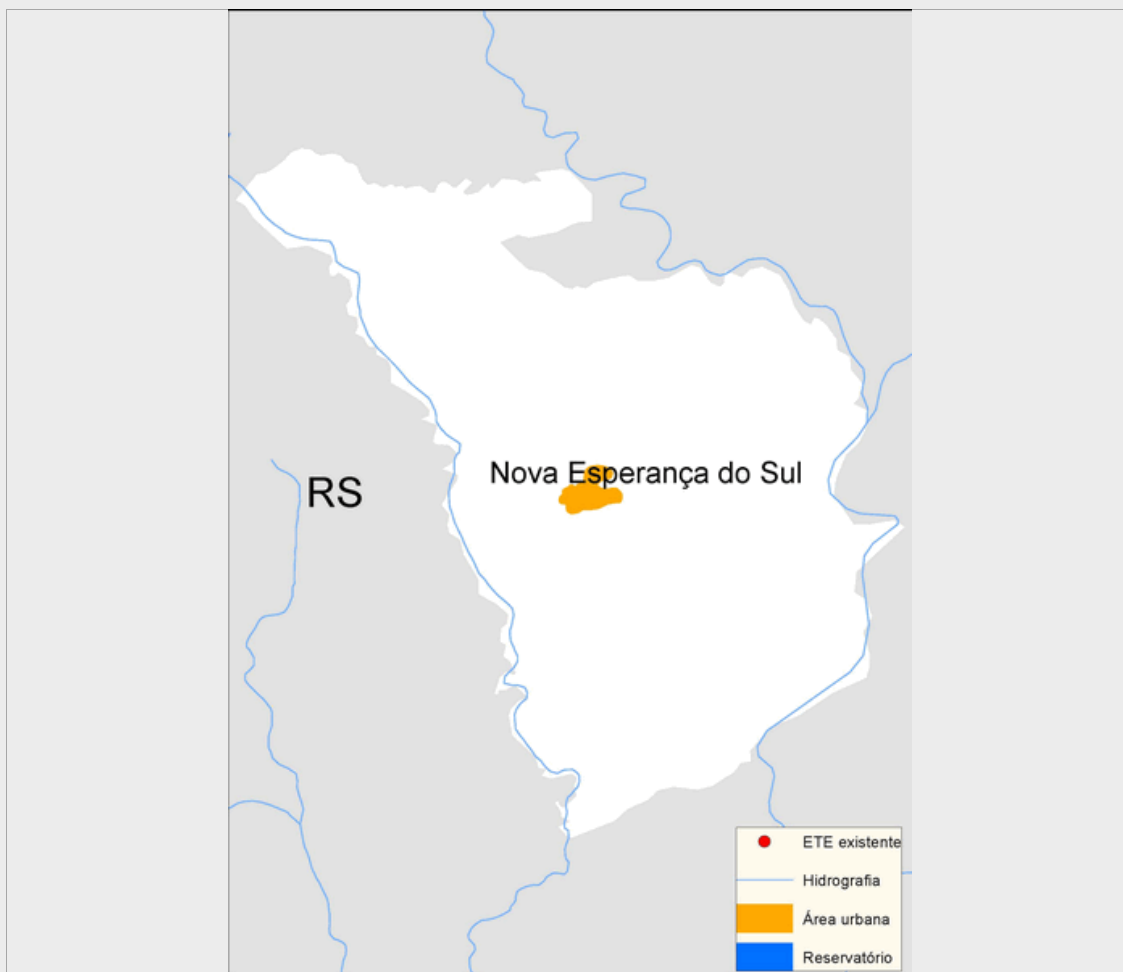 Nova Esperança do Sul
RS
ETE existente
Hidrografia
Área urbana
Reservatório